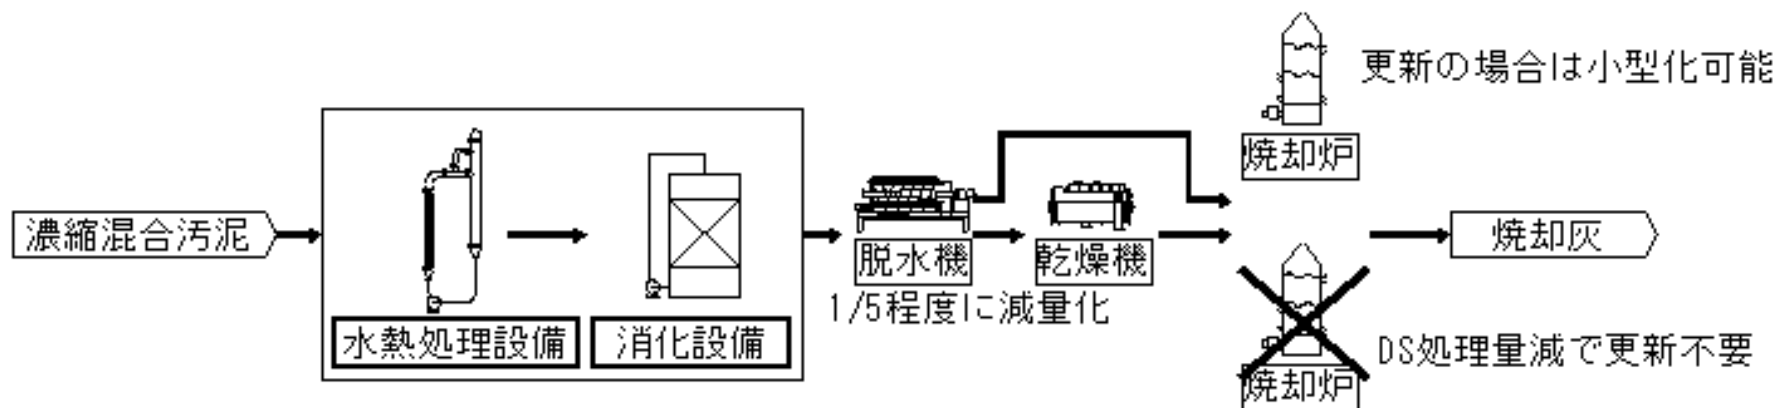 濃縮混合汚泥
水熱処理設備
消化設備
脱水機
1/5程度に減量化
乾燥機
更新の場合は小型化可能
焼却炉
焼却灰
DS処理量減で更新不要
焼却炉